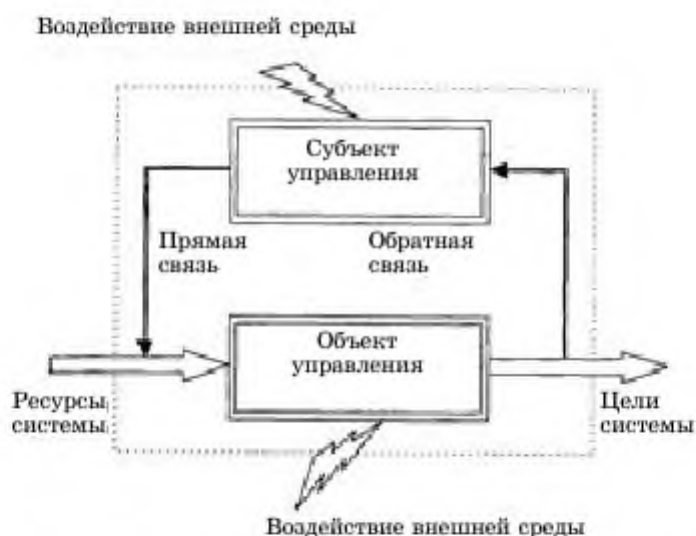 Воздействие внешней среды
Субъект
управления
Прямая
связь
Обратная
связь
Объект
управления
Ресурсы
системы
Цели
системы
Воздействие внешней среды